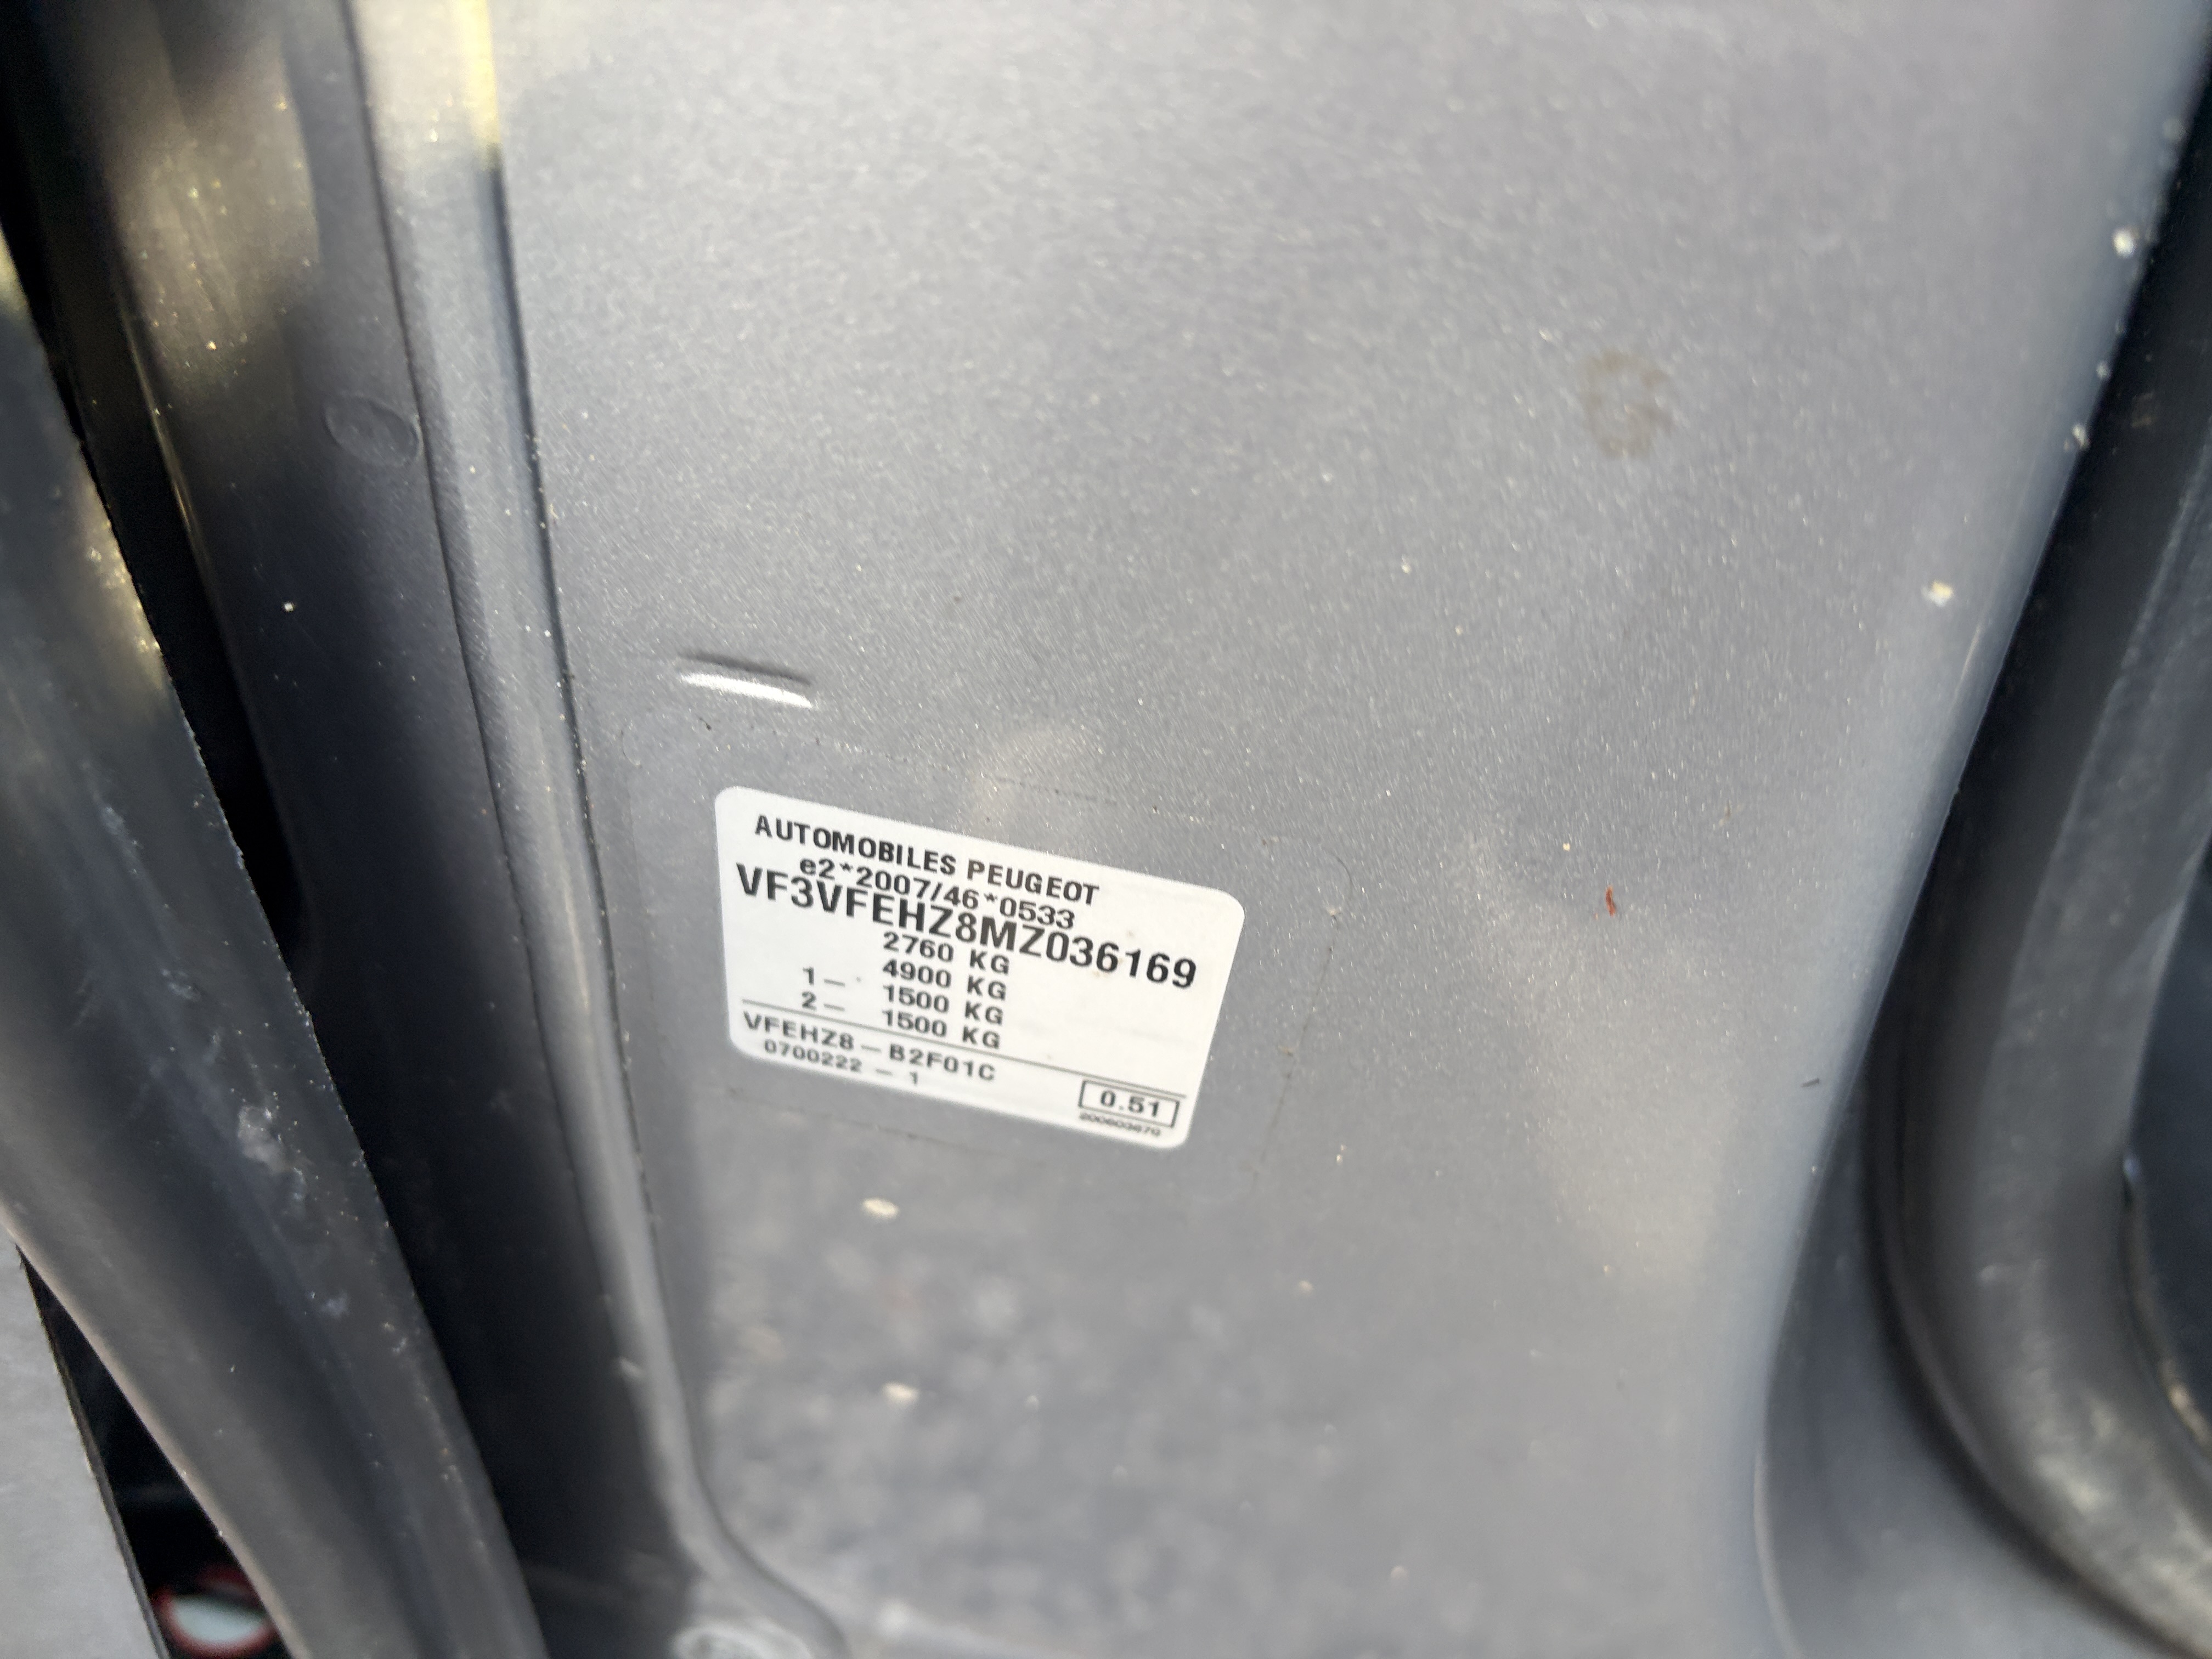 AUTOMOBILES PEUGEOT
e2*2007/46*0533
VF3VFEHZ8MZ036169
2760 KG
4900 KG
1— 1500 KG
2— 1500 KG
VFEHZ8—B2F01C
0700222 — 1
0.51